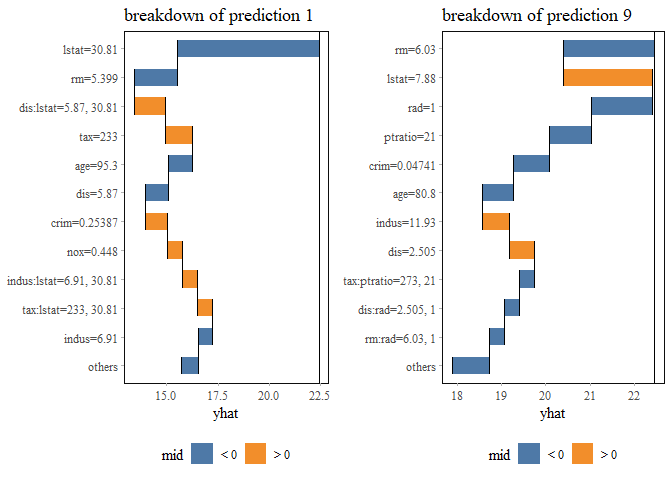 breakdown of prediction 1
lstat=30.81
rm=5.399
dis:lstat=5.87, 30.81
tax=233
age=95.3
dis=5.87
crim=0.25387
nox=0.448
indus:lstat=6.91, 30.81
tax:lstat=233, 30.81
indus=6.91
others
15.0 17.5 20.0 22.5
yhat
mid < 0 > 0
breakdown of prediction 9
rm=6.03
lstat=7.88
rad=1
ptratio=21
crim=0.04741
age=80.8
indus=11.93
dis=2.505
tax:ptratio=273, 21
dis:rad=2.505, 1
rm:rad=6.03, 1
others
18 19 20 21 22
yhat
mid < 0 > 0